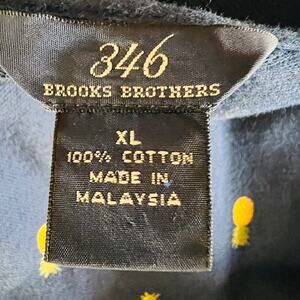 346
BROOKS BROTHERS
XL
100% COTTON
MADE IN
MALAYSIA